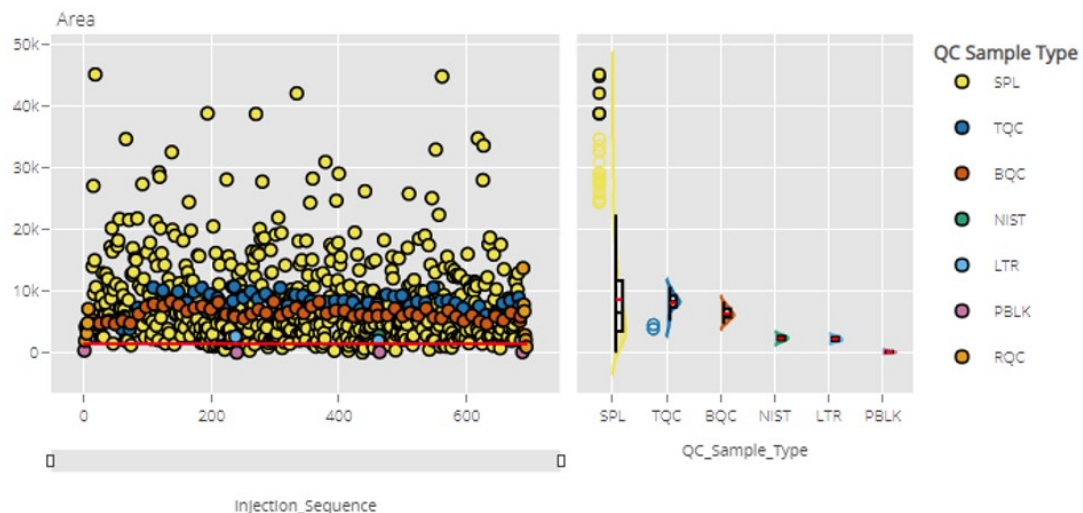 Area
50k
40k
30k
20k
10k
0
0 200 400 600
Injection_Sequence
SPL TQC BQC NIST LTR PBLK
QC_Sample_Type
QC Sample Type
SPL
TQC
BQC
NIST
LTR
PBLK
RQC